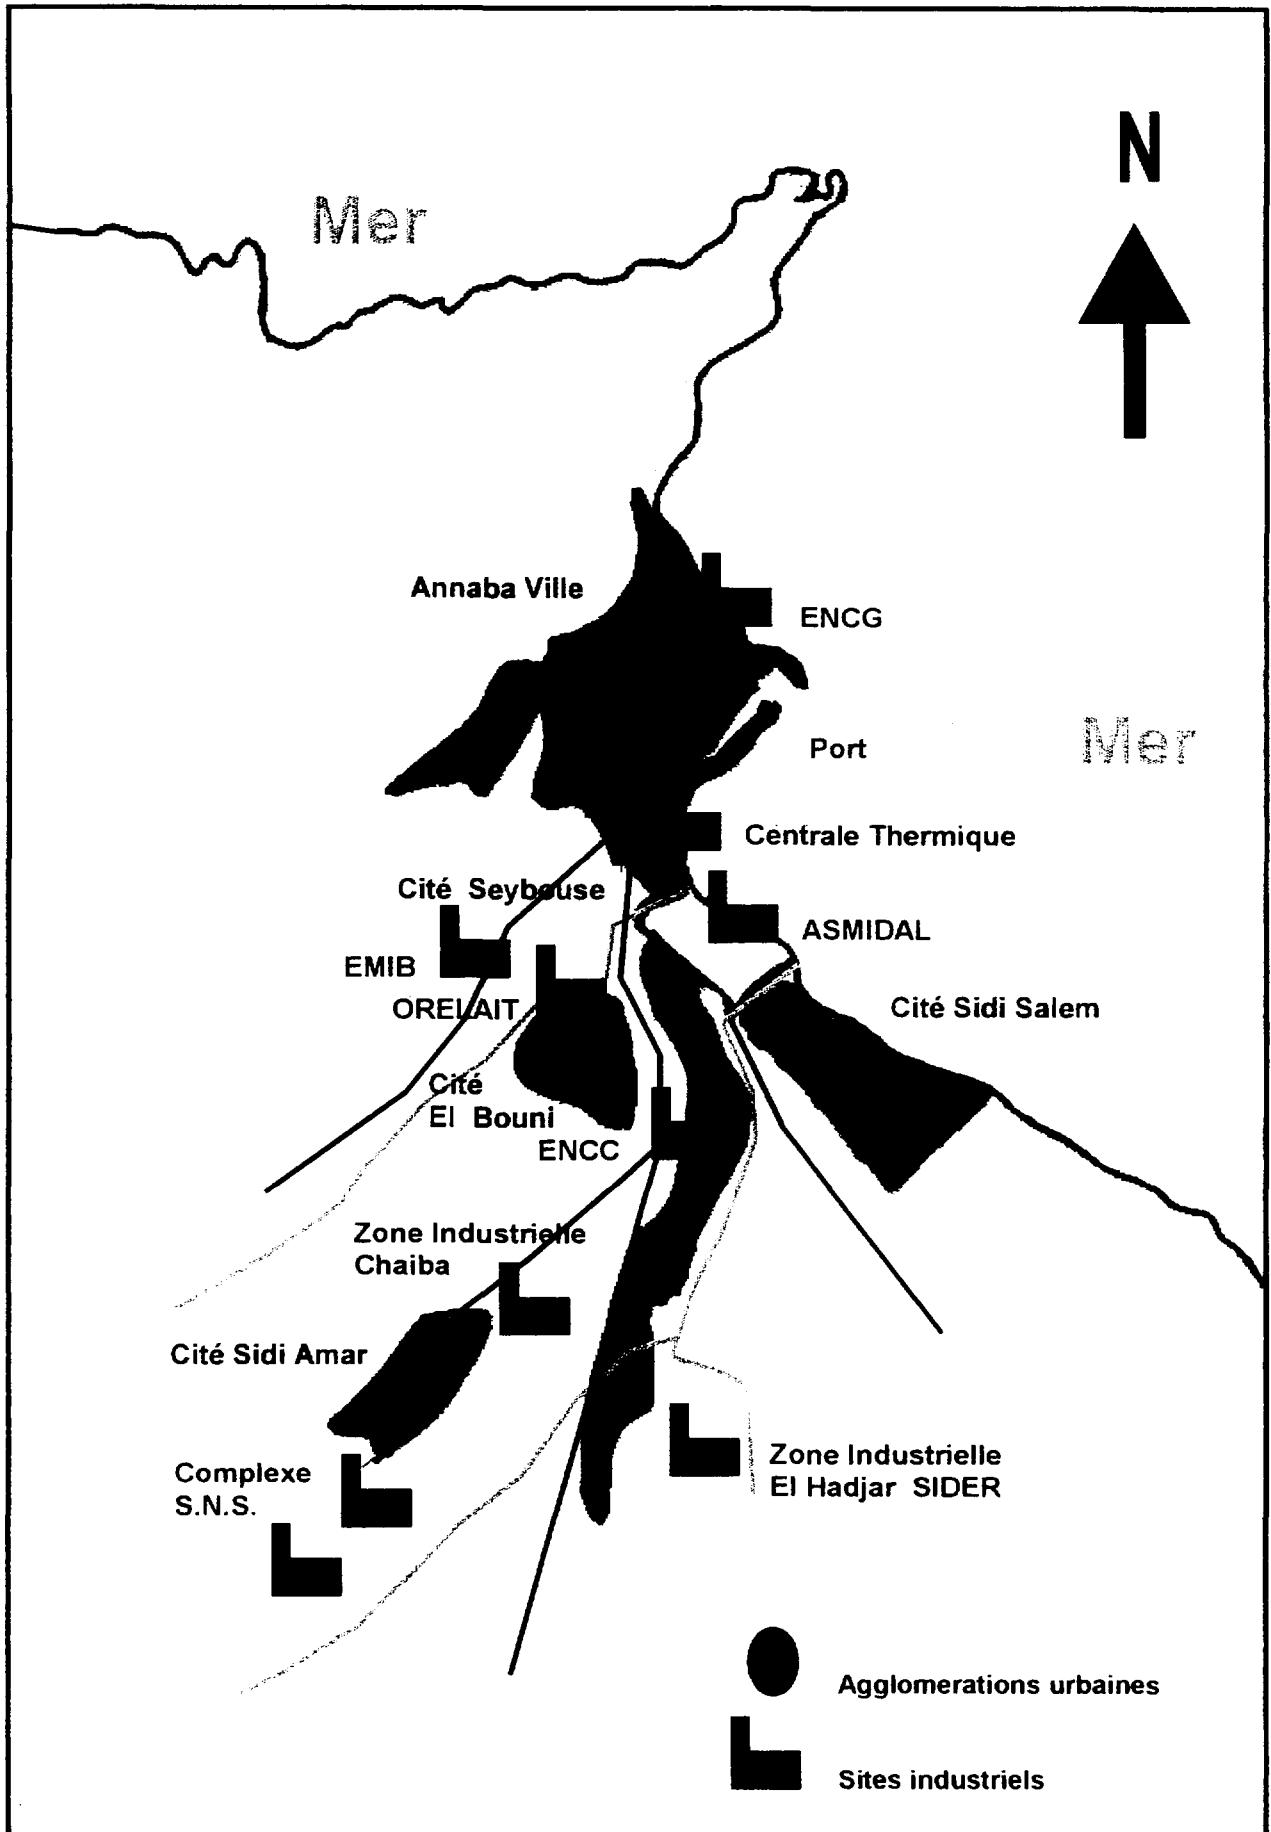 N
Mer
Annaba Ville
ENCG
Mer
Port
Centrale Thermique
Cité Seybouse
ASMIDAL
EMIB
ORELAIT
Cité Sidi Salem
Cité
El Bouni
ENCC
Zone Industrielle
Chaiba
Cité Sidi Amar
Complexe
S.N.S.
Zone Industrielle
El Hadjar SIDER
Agglomerations urbaines
Sites industriels